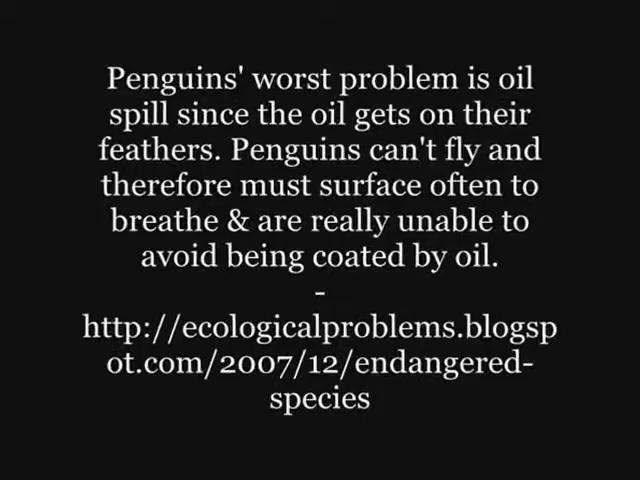 Penguins' worst problem is oil
spill since the oil gets on their
feathers. Penguins can't fly and
therefore must surface often to
breathe & are really unable to
avoid being coated by oil.
-
http://ecologicalproblems.blogsp
ot.com/2007/12/endangered-
species